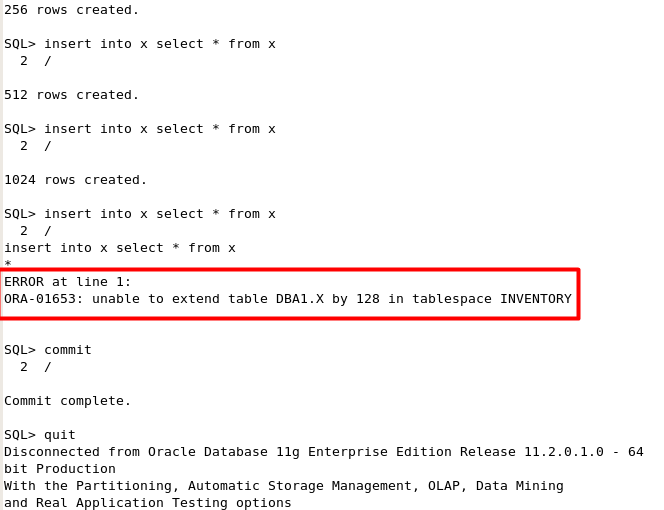 256 rows created.
SQL> insert into x select * from x
  2  /
512 rows created.
SQL> insert into x select * from x
  2  /
1024 rows created.
SQL> insert into x select * from x
  2  /
insert into x select * from x
*
ERROR at line 1:
ORA-01653: unable to extend table DBA1.X by 128 in tablespace INVENTORY
SQL> commit
  2  /
Commit complete.
SQL> quit
Disconnected from Oracle Database 11g Enterprise Edition Release 11.2.0.1.0 - 64
bit Production
With the Partitioning, Automatic Storage Management, OLAP, Data Mining
and Real Application Testing options